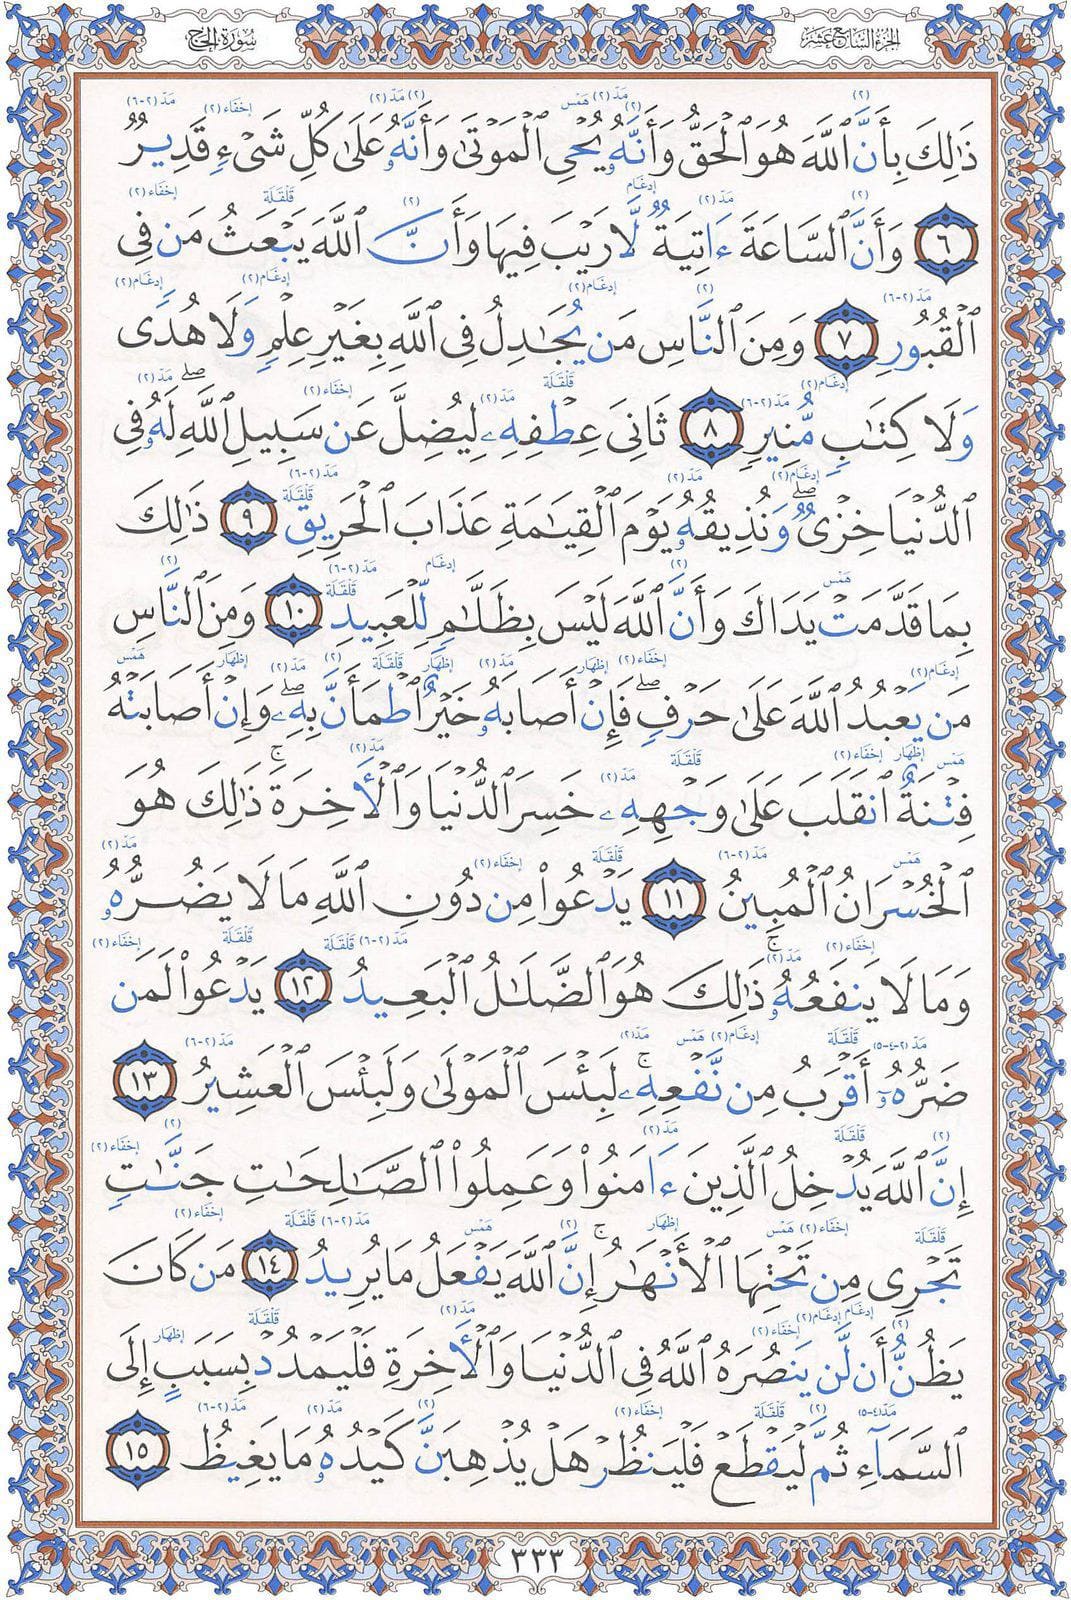 الجزء السابع عشر
سورة الحج
ذَٰلِكَ بِأَنَّ ٱللَّهَ هُوَ ٱلْحَقُّ وَأَنَّهُۥ يُحْىِ ٱلْمَوْتَىٰ وَأَنَّهُۥ عَلَىٰ كُلِّ شَىْءٍ قَدِيرٌ
٦ وَأَنَّ ٱلسَّاعَةَ ءَاتِيَةٌ لَّا رَيْبَ فِيهَا وَأَنَّ ٱللَّهَ يَبْعَثُ مَن فِى
ٱلْقُبُورِ ٧ وَمِنَ ٱلنَّاسِ مَن يُجَٰدِلُ فِى ٱللَّهِ بِغَيْرِ عِلْمٍ وَلَا هُدًى
وَلَا كِتَٰبٍ مُّنِيرٍ ٨ ثَانِىَ عِطْفِهِۦ لِيُضِلَّ عَن سَبِيلِ ٱللَّهِ ۖ لَهُۥ فِى
ٱلدُّنْيَا خِزْىٌ ۖ وَنُذِيقُهُۥ يَوْمَ ٱلْقِيَٰمَةِ عَذَابَ ٱلْحَرِيقِ ٩ ذَٰلِكَ
بِمَا قَدَّمَتْ يَدَاكَ وَأَنَّ ٱللَّهَ لَيْسَ بِظَلَّٰمٍ لِّلْعَبِيدِ ١٠ وَمِنَ ٱلنَّاسِ
مَن يَعْبُدُ ٱللَّهَ عَلَىٰ حَرْفٍ ۖ فَإِنْ أَصَابَهُۥ خَيْرٌ ٱطْمَأَنَّ بِهِۦ ۖ وَإِنْ أَصَابَتْهُ
فِتْنَةٌ ٱنقَلَبَ عَلَىٰ وَجْهِهِۦ خَسِرَ ٱلدُّنْيَا وَٱلْأَخِرَةَ ۚ ذَٰلِكَ هُوَ
ٱلْخُسْرَانُ ٱلْمُبِينُ ١١ يَدْعُوا۟ مِن دُونِ ٱللَّهِ مَا لَا يَضُرُّهُۥ
وَمَا لَا يَنفَعُهُۥ ۚ ذَٰلِكَ هُوَ ٱلضَّلَٰلُ ٱلْبَعِيدُ ١٢ يَدْعُوا۟ لَمَن
ضَرُّهُۥٓ أَقْرَبُ مِن نَّفْعِهِۦ ۚ لَبِئْسَ ٱلْمَوْلَىٰ وَلَبِئْسَ ٱلْعَشِيرُ ١٣
إِنَّ ٱللَّهَ يُدْخِلُ ٱلَّذِينَ ءَامَنُوا۟ وَعَمِلُوا۟ ٱلصَّٰلِحَٰتِ جَنَّٰتٍ
تَجْرِى مِن تَحْتِهَا ٱلْأَنْهَٰرُ ۚ إِنَّ ٱللَّهَ يَفْعَلُ مَا يُرِيدُ ١٤ مَن كَانَ
يَظُنُّ أَن لَّن يَنصُرَهُ ٱللَّهُ فِى ٱلدُّنْيَا وَٱلْأَخِرَةِ فَلْيَمْدُدْ بِسَبَبٍ إِلَى
ٱلسَّمَآءِ ثُمَّ لْيَقْطَعْ فَلْيَنظُرْ هَلْ يُذْهِبَنَّ كَيْدُهُۥ مَا يَغِيظُ ١٥
٣٣٣